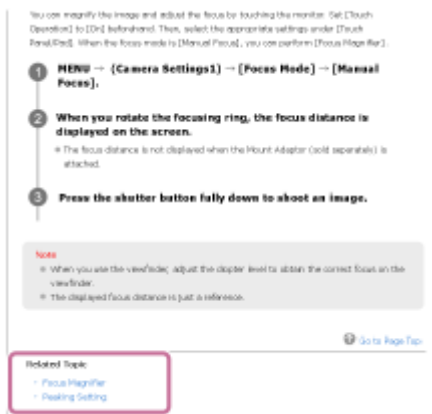 You can magnify the image and adjust the focus by touching the monitor. Set [Touch
Operation] to [On] beforehand. Then, select the appropriate settings under [Touch
Panel/Pad]. When the focus mode is [Manual Focus], you can perform [Focus Magnifier].
1 MENU → (Camera Settings1) → [Focus Mode] → [Manual
Focus].
2 When you rotate the focusing ring, the focus distance is
displayed on the screen.
The focus distance is not displayed when the Mount Adaptor (sold separately) is
attached.
3 Press the shutter button fully down to shoot an image.
Note
When you use the viewfinder, adjust the diopter level to obtain the correct focus on the
viewfinder.
The displayed focus distance is just a reference.
Go to Page Top
Related Topic
Focus Magnifier
Peaking Setting